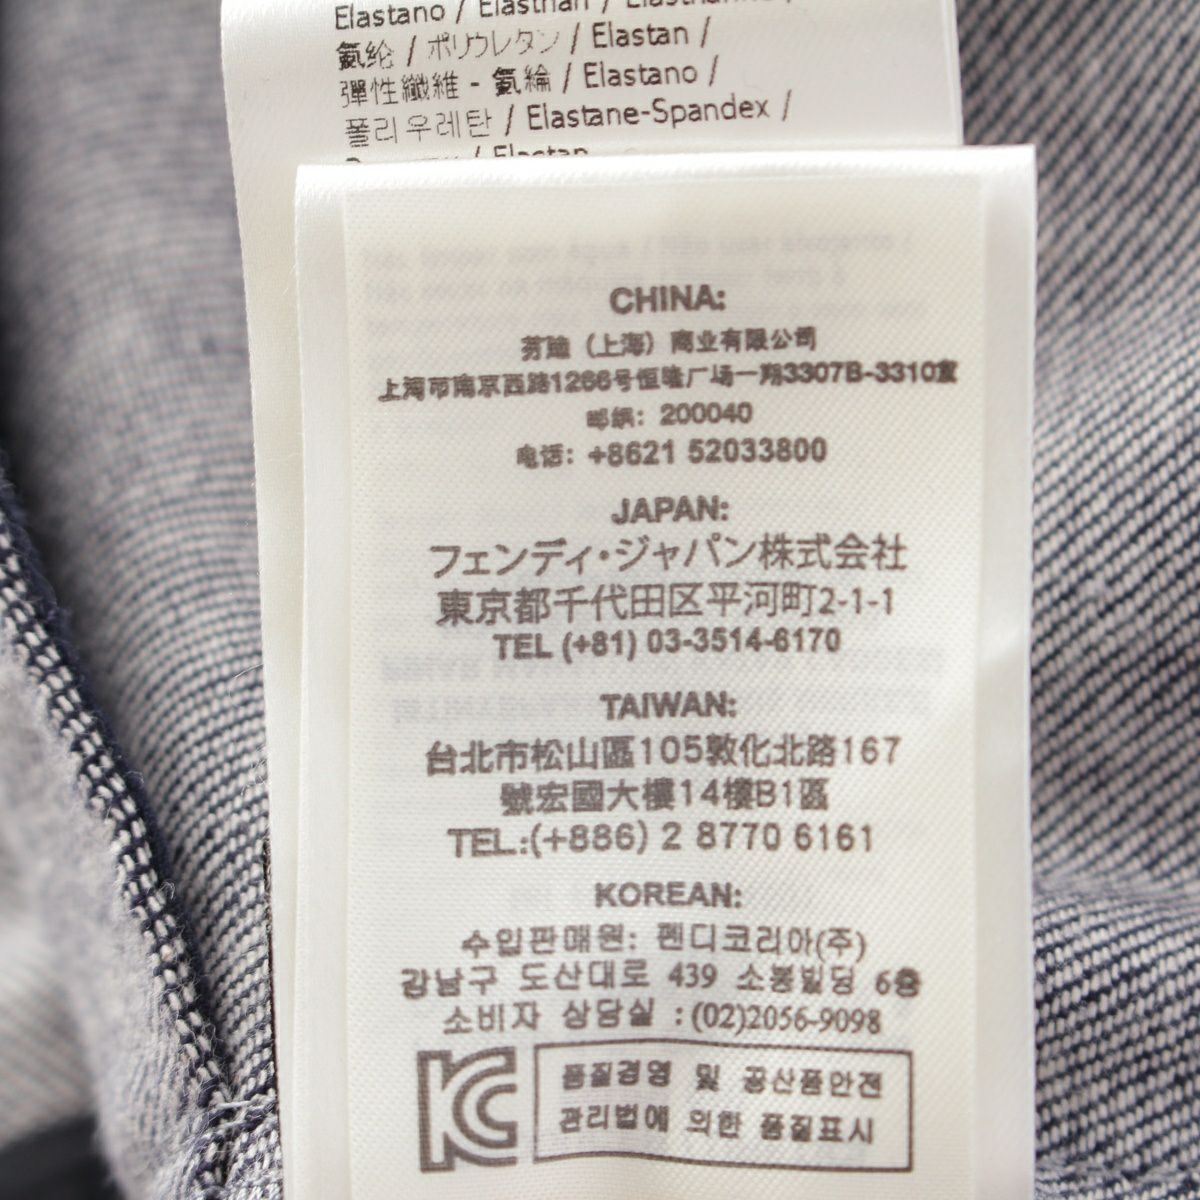 Elastano / Elasthan /
氨纶 / ポリウレタン / Elastan /
彈性纖維 - 氨綸 / Elastano /
폴리우레탄 / Elastane-Spandex /
/ Elastan
CHINA:
芬迪（上海）商业有限公司
上海市南京西路1266号恒隆广场一期3307B-3310室
邮编: 200040
电话: +8621 52033800
JAPAN:
フェンディ・ジャパン株式会社
東京都千代田区平河町2-1-1
TEL (+81) 03-3514-6170
TAIWAN:
台北市松山區105敦化北路167
號宏國大樓14樓B1區
TEL.:(+886) 2 8770 6161
KOREAN:
수입판매원: 펜디코리아(주)
강남구 도산대로 439 소봉빌딩 6층
소비자 상담실 : (02)2056-9098
KC
품질경영 및 공산품안전
관리법에 의한 품질표시